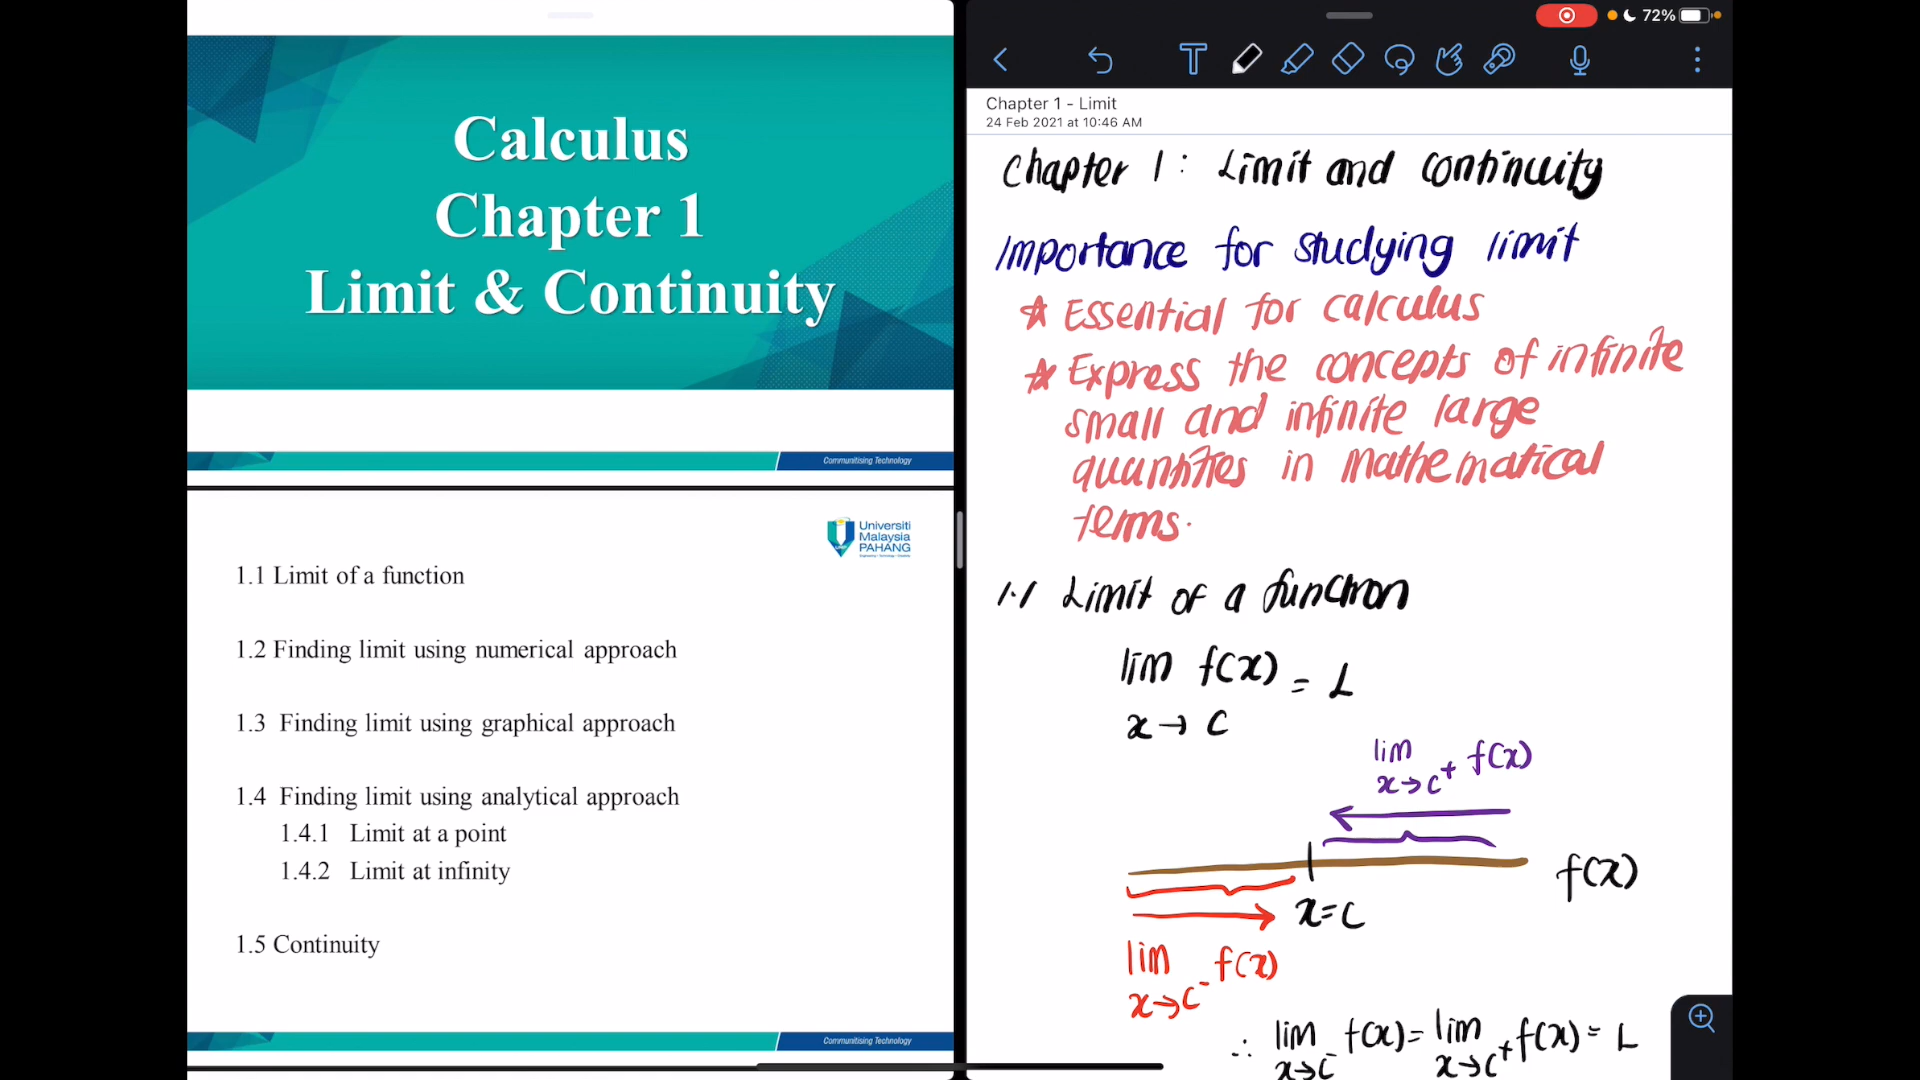 Calculus
Chapter 1
Limit & Continuity
Communitising Technology
Universiti
Malaysia
PAHANG
1.1 Limit of a function
1.2 Finding limit using numerical approach
1.3 Finding limit using graphical approach
1.4 Finding limit using analytical approach
1.4.1 Limit at a point
1.4.2 Limit at infinity
1.5 Continuity
Communitising Technology
72%
Chapter 1 - Limit
24 Feb 2021 at 10:46 AM
Chapter 1: Limit and continuity
Importance for studying limit
* Essential for calculus
* Express the concepts of infinite
small and infinite large
quantities in mathematical
terms.
1.1 Limit of a function
lim f(x) = L
x→c
lim f(x)
x→c⁺
f(x)
x=c
lim f(x)
x→c⁻
∴ lim f(x) = lim f(x) = L
x→c⁻ x→c⁺